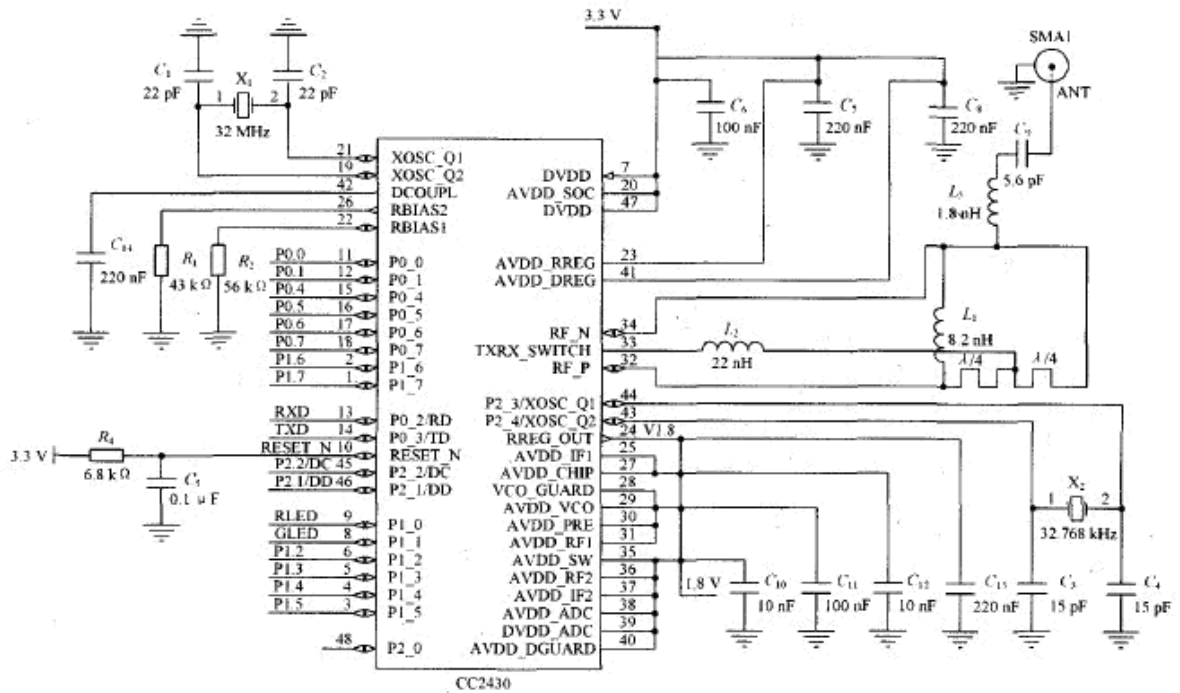 3.3 V
SMA1
ANT
C1
22 pF
X1
1 2
32 MHz
C2
22 pF
C6
100 nF
C5
220 nF
C8
220 nF
C9
5.6 pF
L3
1.8 nH
21 XOSC_Q1
19 XOSC_Q2
42 DCOUPL
26 RBIAS2
22 RBIAS1
DVDD 7
AVDD_SOC 20
DVDD 47
C14
220 nF
R1
43 kΩ
R2
56 kΩ
P0.0 11 P0_0
P0.1 12 P0_1
P0.4 15 P0_4
P0.5 16 P0_5
P0.6 17 P0_6
P0.7 18 P0_7
P1.6 2 P1_6
P1.7 1 P1_7
AVDD_RREG 23
AVDD_DREG 41
RF_N 34
TXRX_SWITCH 33
RF_P 32
L2
22 nH
8.2 nH
λ/4 λ/4
RXD 13 P0_2/RD
TXD 14 P0_3/TD
RESET_N 10 RESET_N
P2.2/DC 45 P2_2/DC
P2.1/DD 46 P2_1/DD
3.3 V
R4
6.8 kΩ
0.1 μF
P2_3/XOSC_Q1 44
P2_4/XOSC_Q2 43
RREG_OUT 24 V1.8
AVDD_IF1 25
AVDD_CHIP 27
VCO_GUARD 28
AVDD_VCO 29
AVDD_PRE 30
AVDD_RF1 31
AVDD_SW 35
AVDD_RF2 36
AVDD_IF2 37
AVDD_ADC 38
DVDD_ADC 39
AVDD_DGUARD 40
RLED 9 P1_0
GLED 8 P1_1
P1.2 6 P1_2
P1.3 5 P1_3
P1.4 4 P1_4
P1.5 3 P1_5
48 P2_0
1.8 V
C10
10 nF
C11
100 nF
C12
10 nF
C13
220 nF
X2
1 2
32.768 kHz
C3
15 pF
C4
15 pF
CC2430